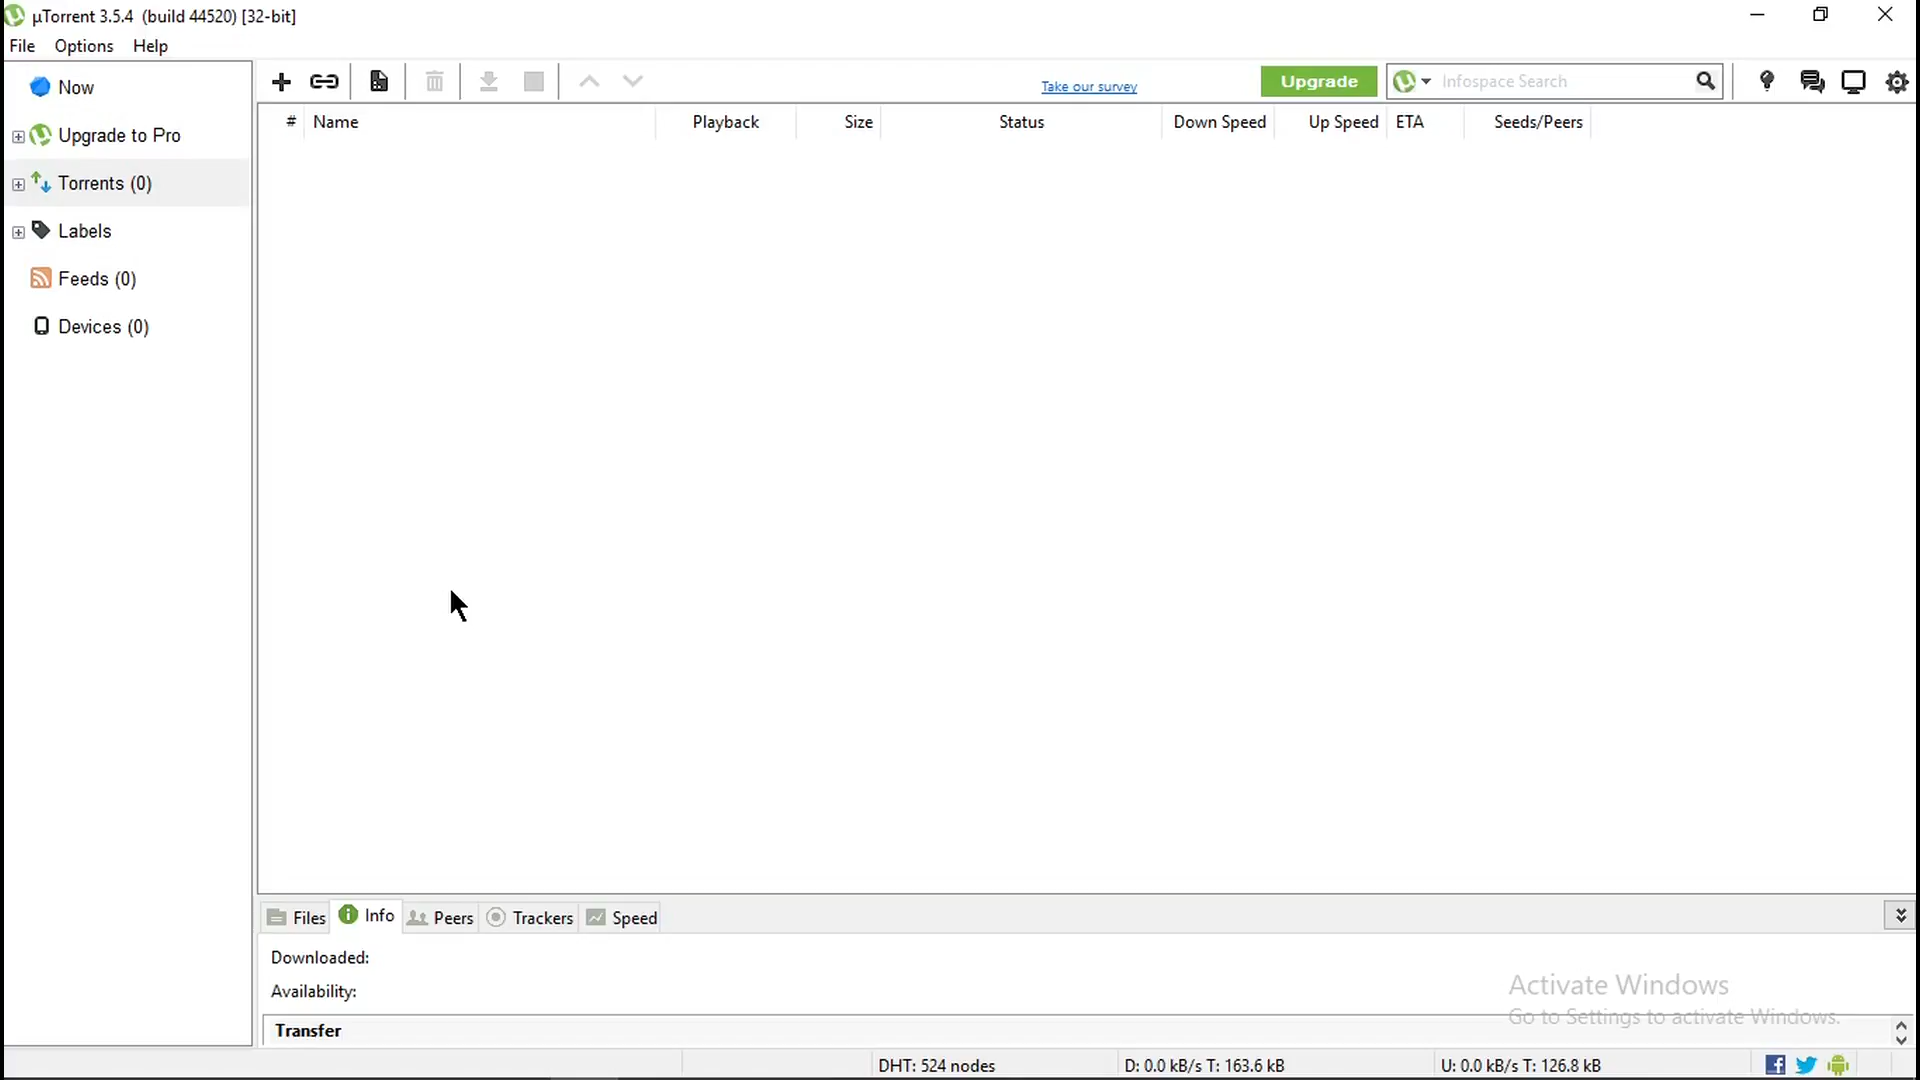 µTorrent 3.5.4 (build 44520) [32-bit]
File Options Help
Now
Upgrade to Pro
Torrents (0)
Labels
Feeds (0)
Devices (0)
Take our survey
Upgrade
Infospace Search
# Name Playback Size Status Down Speed Up Speed ETA Seeds/Peers
Files Info Peers Trackers Speed
Downloaded:
Availability:
Transfer
Activate Windows
Go to Settings to activate Windows.
DHT: 524 nodes D: 0.0 kB/s T: 163.6 kB U: 0.0 kB/s T: 126.8 kB